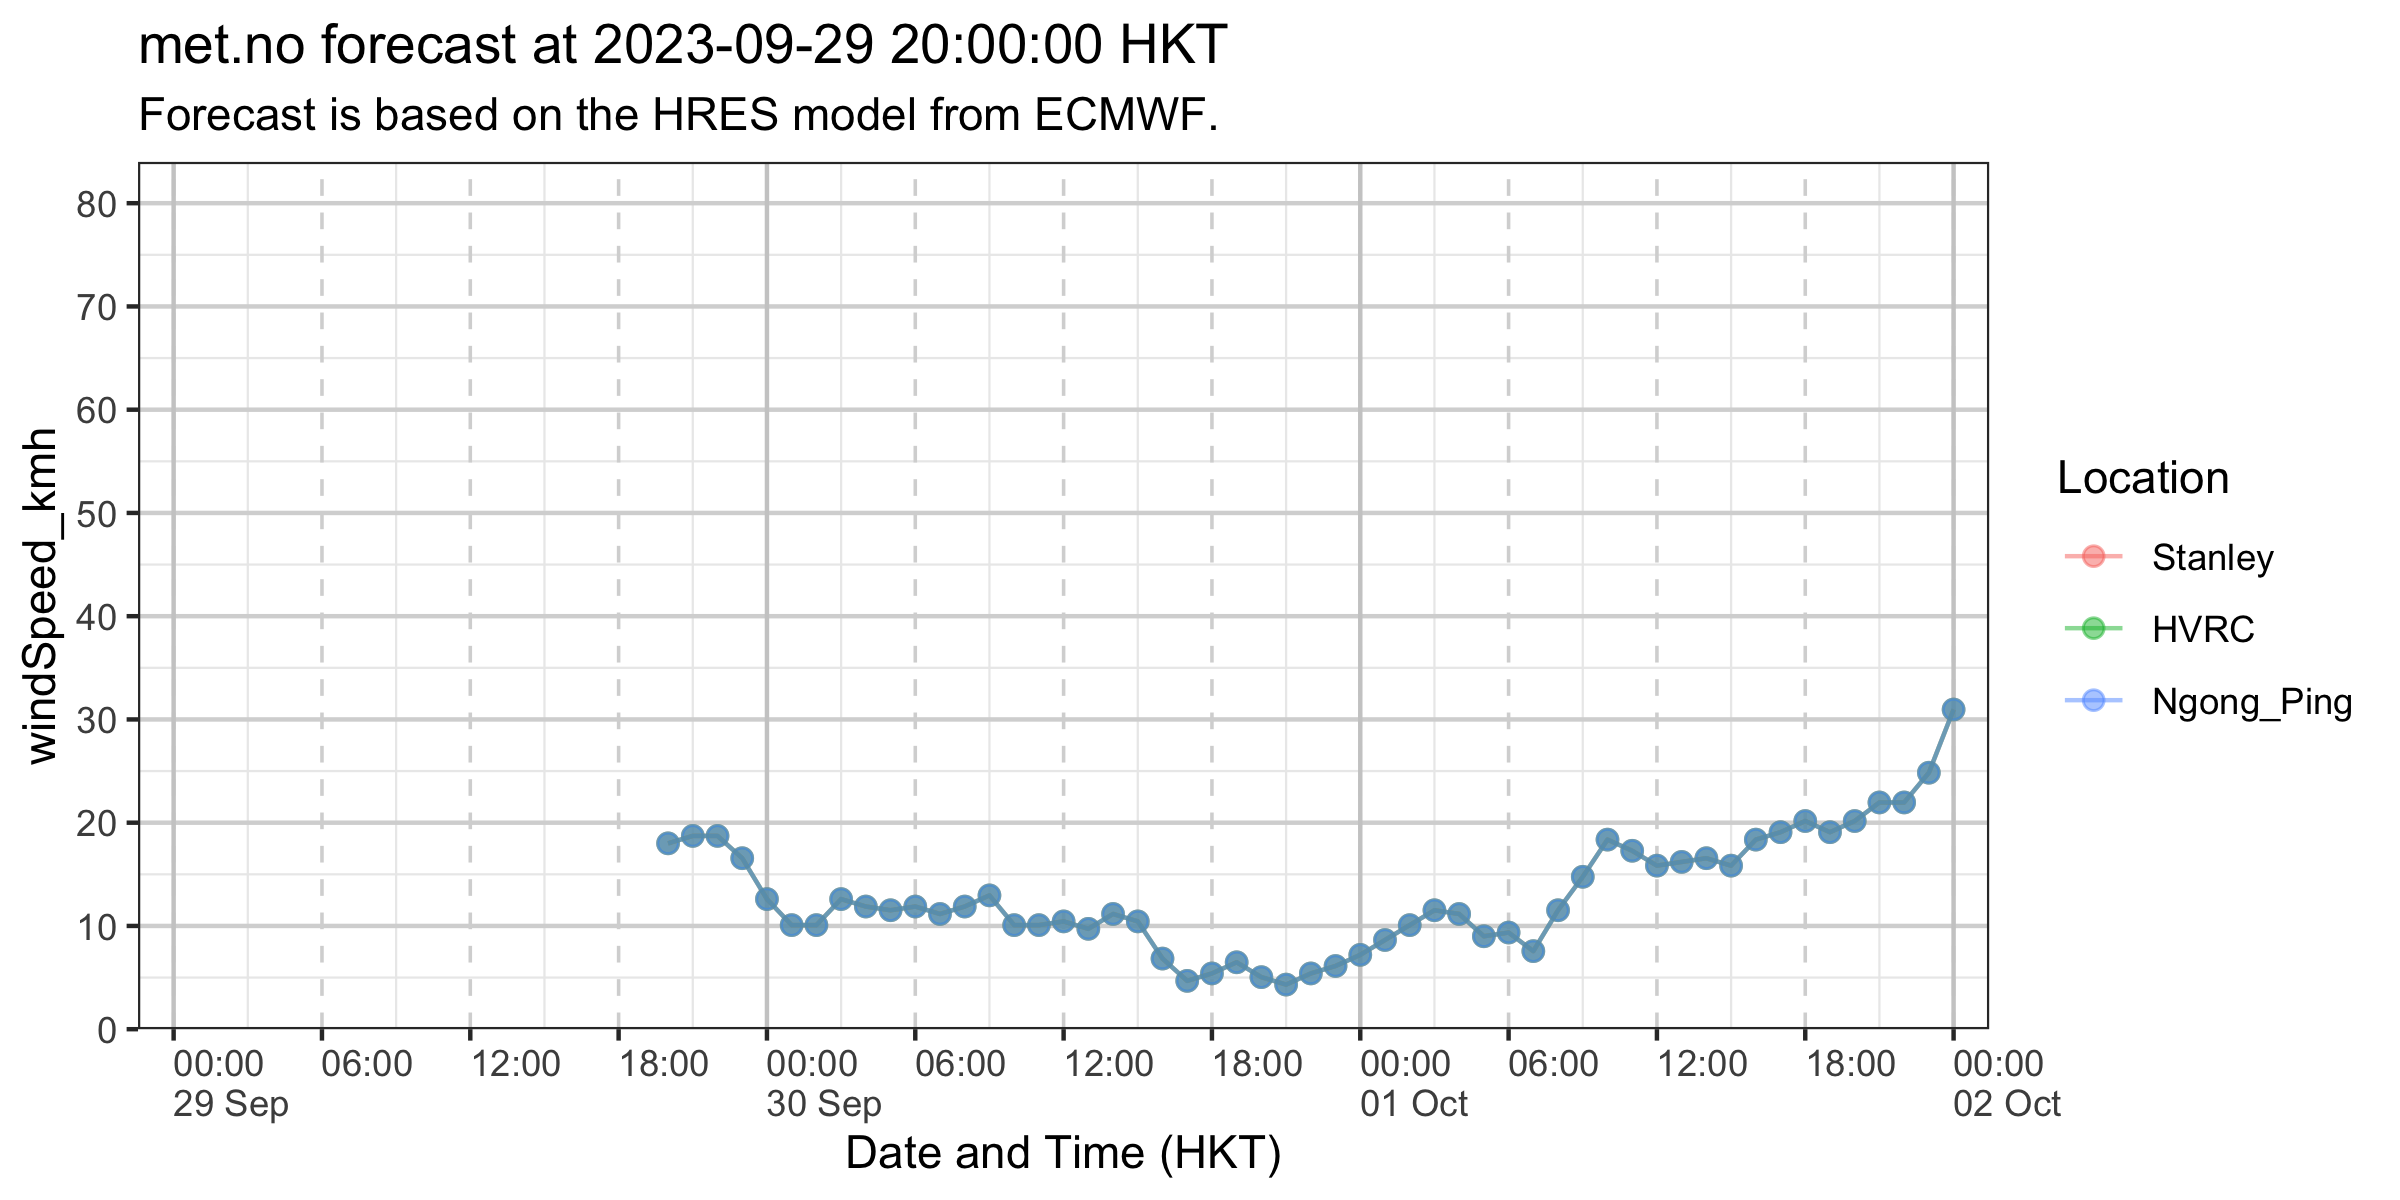 met.no forecast at 2023-09-29 20:00:00 HKT
Forecast is based on the HRES model from ECMWF.
windSpeed_kmh
80
70
60
50
40
30
20
10
0
00:00 06:00 12:00 18:00 00:00 06:00 12:00 18:00 00:00 06:00 12:00 18:00 00:00
29 Sep 30 Sep 01 Oct 02 Oct
Date and Time (HKT)
Location
Stanley
HVRC
Ngong_Ping